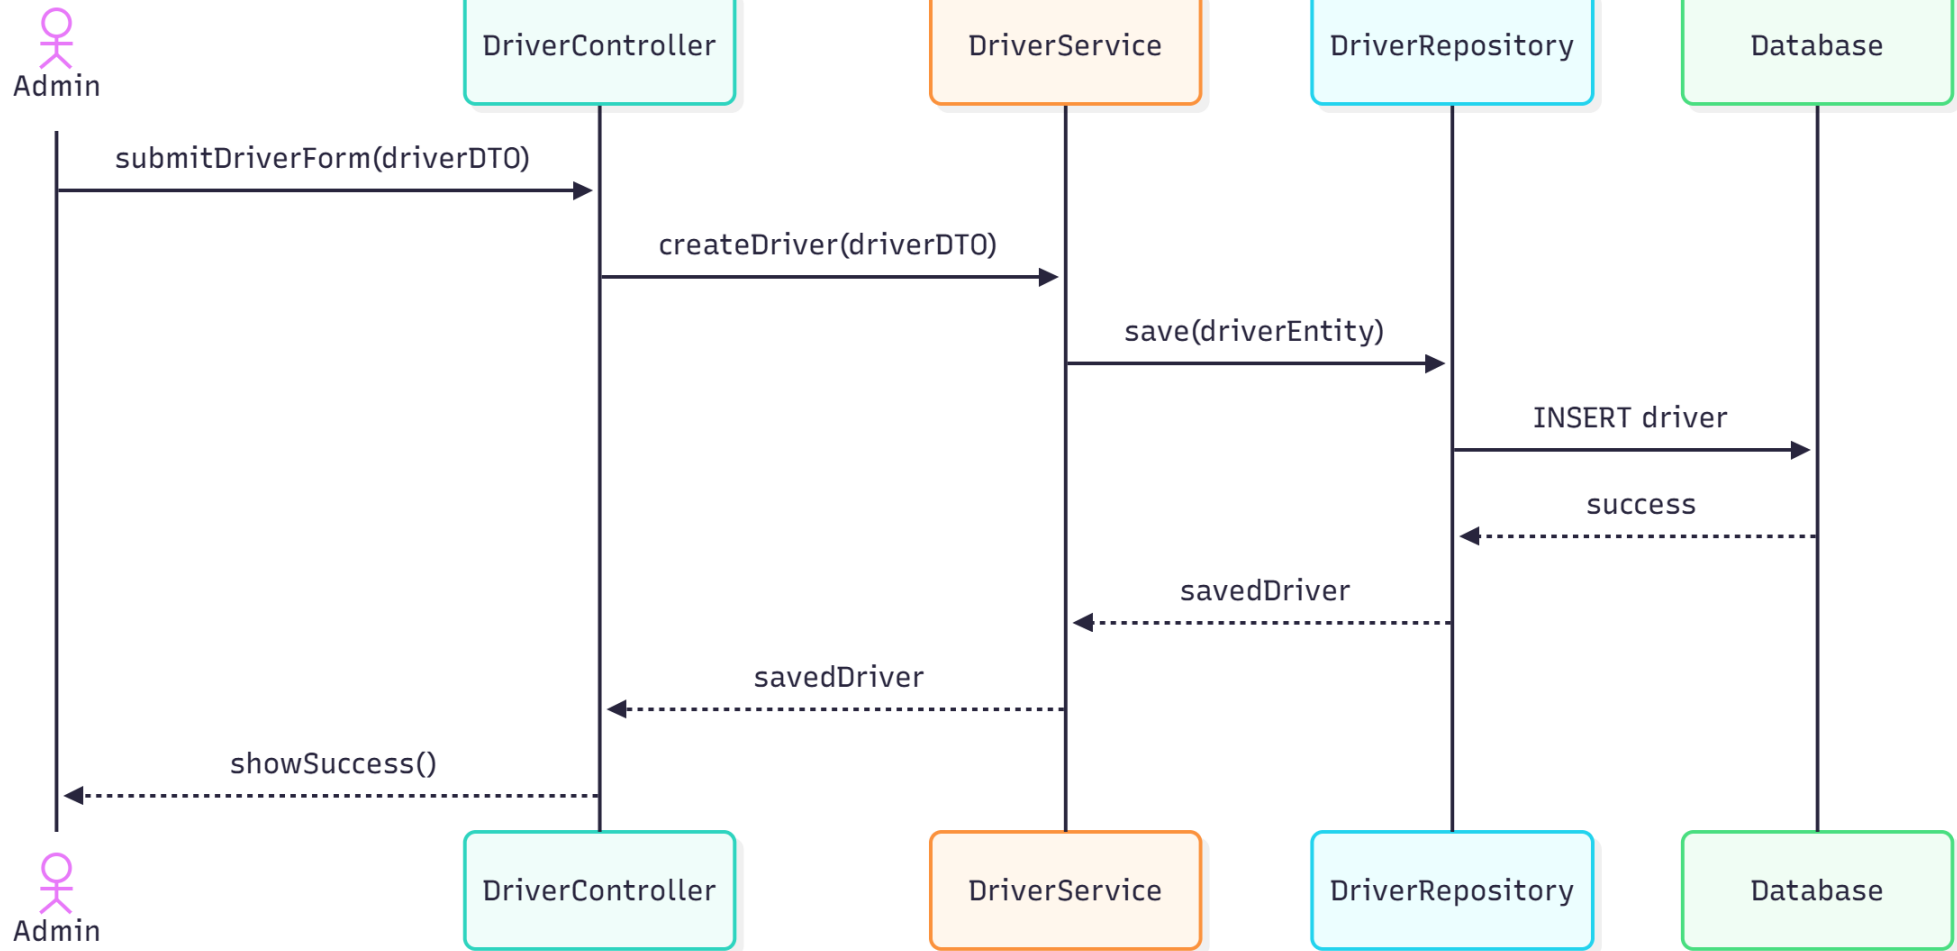 Admin
DriverController
DriverService
DriverRepository
Database
submitDriverForm(driverDTO)
createDriver(driverDTO)
save(driverEntity)
INSERT driver
success
savedDriver
savedDriver
showSuccess()
Admin
DriverController
DriverService
DriverRepository
Database